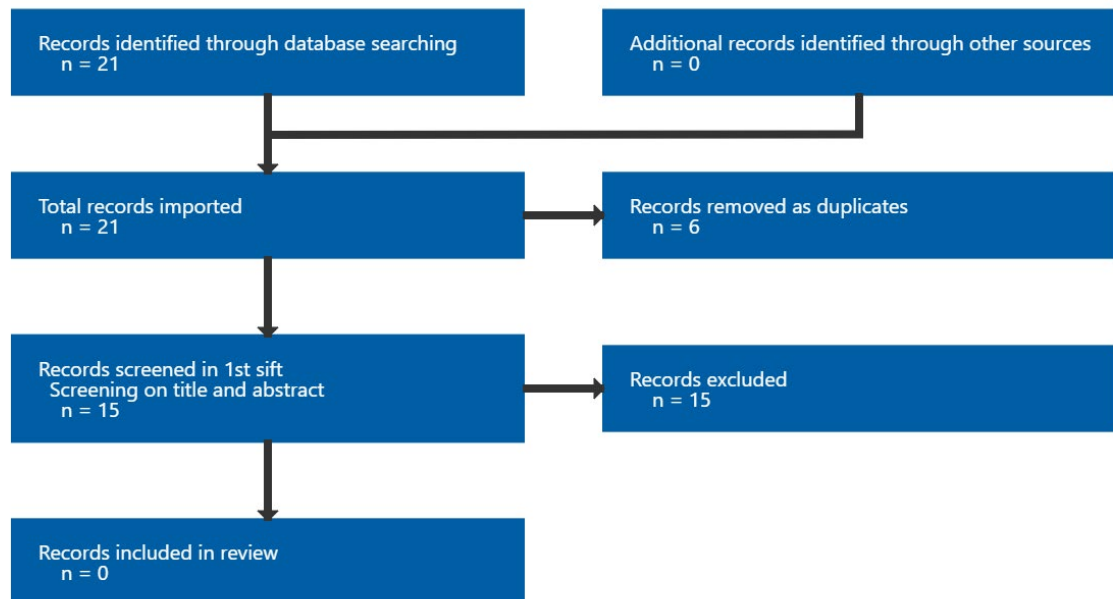 Records identified through database searching
n = 21
Additional records identified through other sources
n = 0
Total records imported
n = 21
Records removed as duplicates
n = 6
Records screened in 1st sift
Screening on title and abstract
n = 15
Records excluded
n = 15
Records included in review
n = 0